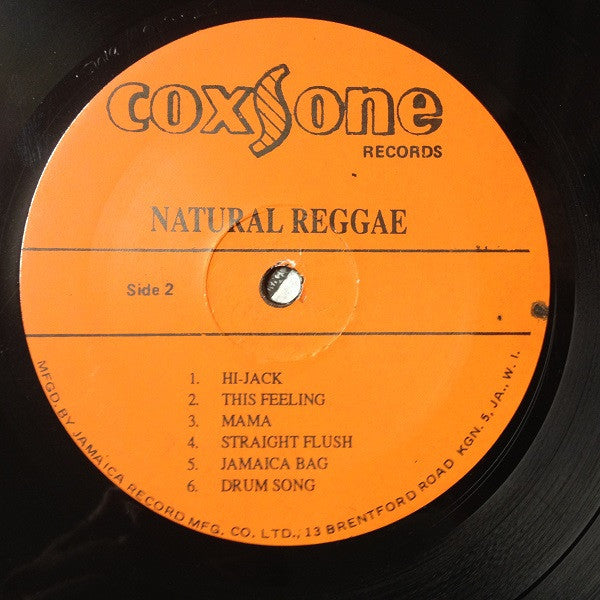 coxsone
RECORDS
NATURAL REGGAE
Side 2
1. HI-JACK
2. THIS FEELING
3. MAMA
4. STRAIGHT FLUSH
5. JAMAICA BAG
6. DRUM SONG
MFGD BY JAMAICA RECORD MFG. CO. LTD., 13 BRENTFORD ROAD KGN. 5, JA., W. I.